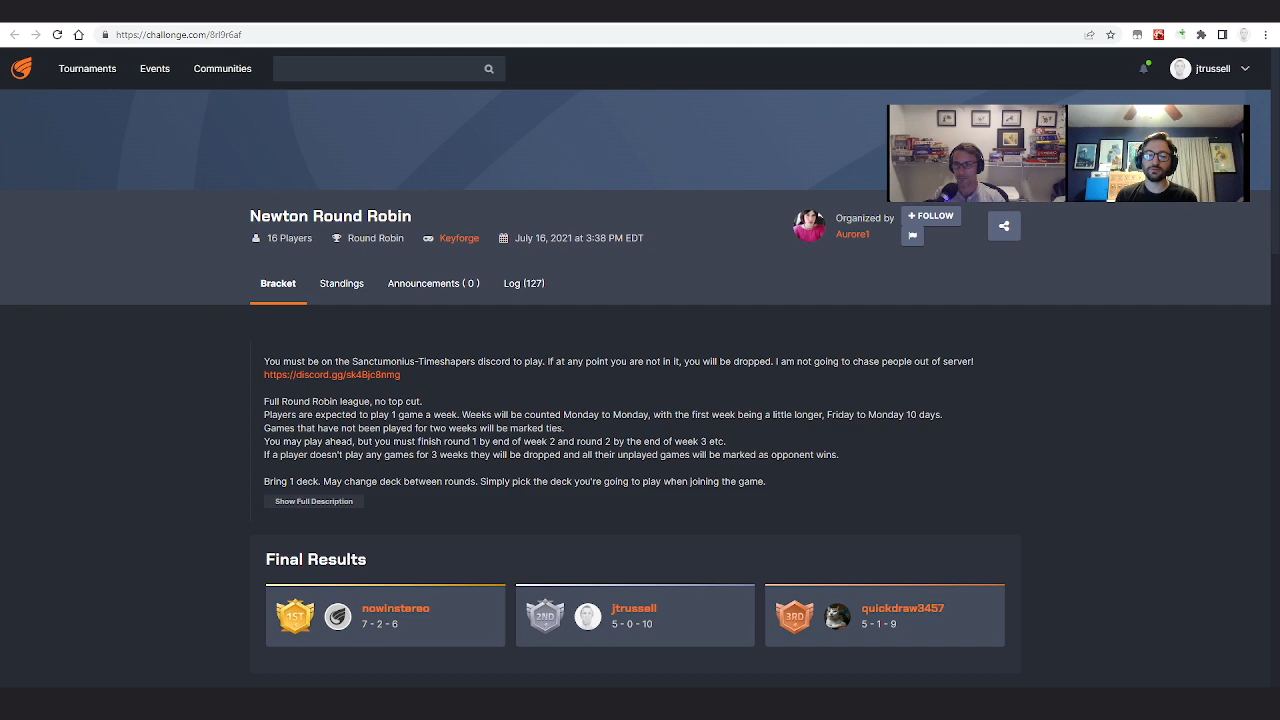 https://challonge.com/8rl9r6af
Tournaments
Events
Communities
jtrussell
Newton Round Robin
16 Players
Round Robin
Keyforge
July 16, 2021 at 3:38 PM EDT
Organized by
Aurore1
+ FOLLOW
Bracket
Standings
Announcements ( 0 )
Log (127)
You must be on the Sanctumonius-Timeshapers discord to play. If at any point you are not in it, you will be dropped. I am not going to chase people out of server!
https://discord.gg/sk4Bjc8nmg
Full Round Robin league, no top cut.
Players are expected to play 1 game a week. Weeks will be counted Monday to Monday, with the first week being a little longer, Friday to Monday 10 days.
Games that have not been played for two weeks will be marked ties.
You may play ahead, but you must finish round 1 by end of week 2 and round 2 by the end of week 3 etc.
If a player doesn't play any games for 3 weeks they will be dropped and all their unplayed games will be marked as opponent wins.
Bring 1 deck. May change deck between rounds. Simply pick the deck you're going to play when joining the game.
Show Full Description
Final Results
1ST
nowinstereo
7 - 2 - 6
2ND
jtrussell
5 - 0 - 10
3RD
quickdraw3457
5 - 1 - 9